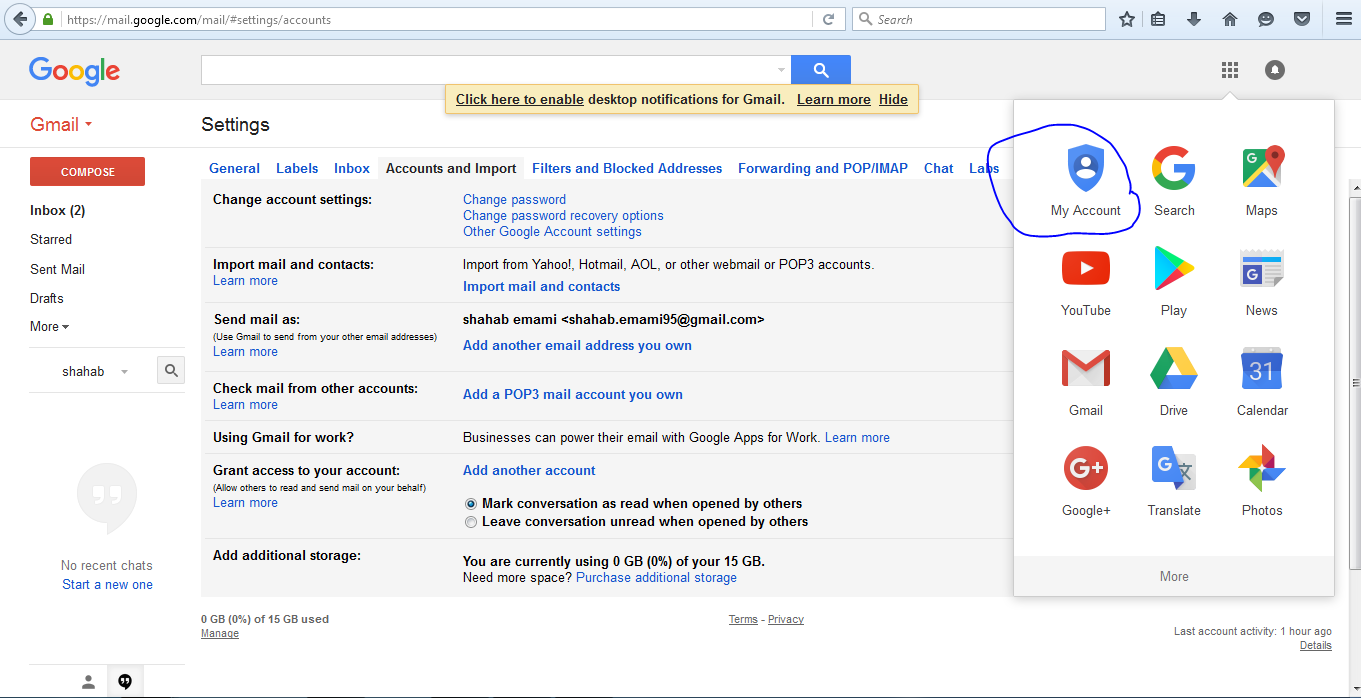 https://mail.google.com/mail/#settings/accounts
Search
Google
Click here to enable desktop notifications for Gmail. Learn more Hide
Gmail
Settings
COMPOSE
Inbox (2)
Starred
Sent Mail
Drafts
More
shahab
No recent chats
Start a new one
General Labels Inbox Accounts and Import Filters and Blocked Addresses Forwarding and POP/IMAP Chat Labs
Change account settings:
Change password
Change password recovery options
Other Google Account settings
Import mail and contacts:
Learn more
Import from Yahoo!, Hotmail, AOL, or other webmail or POP3 accounts.
Import mail and contacts
Send mail as:
(Use Gmail to send from your other email addresses)
Learn more
shahab emami <shahab.emami95@gmail.com>
Add another email address you own
Check mail from other accounts:
Learn more
Add a POP3 mail account you own
Using Gmail for work?
Businesses can power their email with Google Apps for Work. Learn more
Grant access to your account:
(Allow others to read and send mail on your behalf)
Learn more
Add another account
Mark conversation as read when opened by others
Leave conversation unread when opened by others
Add additional storage:
You are currently using 0 GB (0%) of your 15 GB.
Need more space? Purchase additional storage
0 GB (0%) of 15 GB used
Manage
Terms - Privacy
Last account activity: 1 hour ago
Details
My Account Search Maps
YouTube Play News
31
Gmail Drive Calendar
G+
Google+ Translate Photos
More